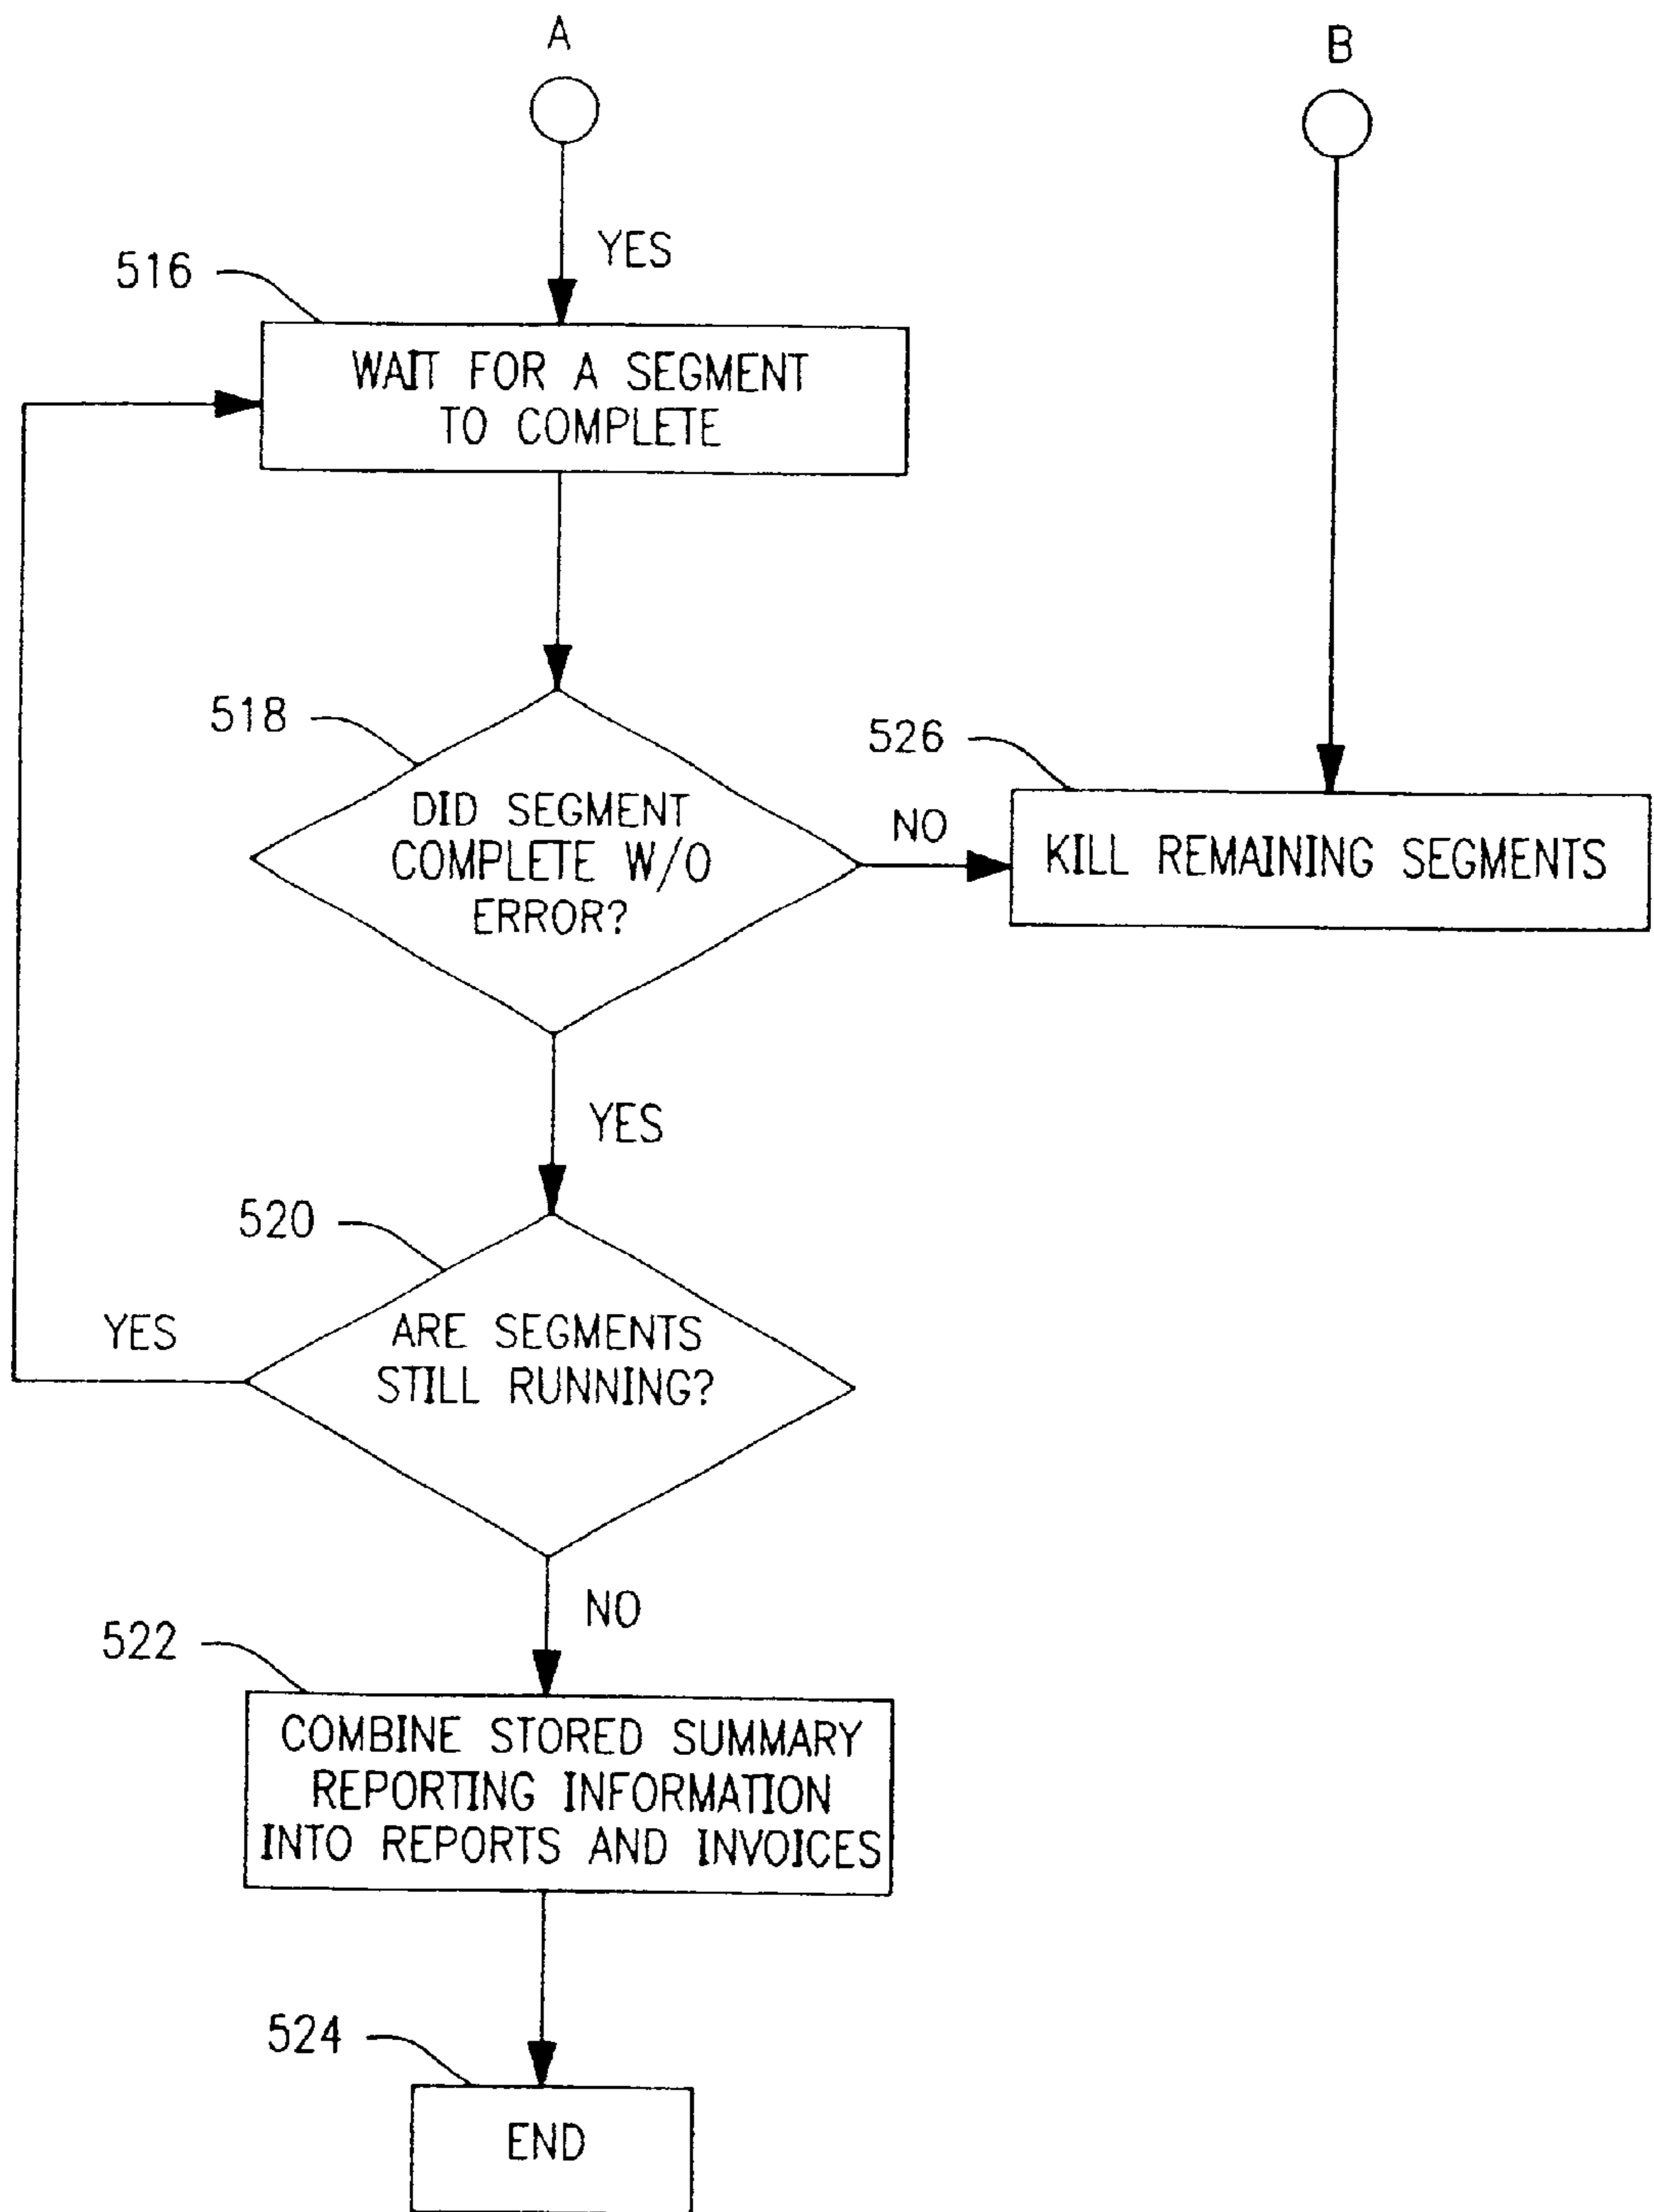 A
B
YES
516
WAIT FOR A SEGMENT
TO COMPLETE
518
526
DID SEGMENT
COMPLETE W/O
ERROR?
NO
KILL REMAINING SEGMENTS
YES
520
YES
ARE SEGMENTS
STILL RUNNING?
NO
522
COMBINE STORED SUMMARY
REPORTING INFORMATION
INTO REPORTS AND INVOICES
524
END